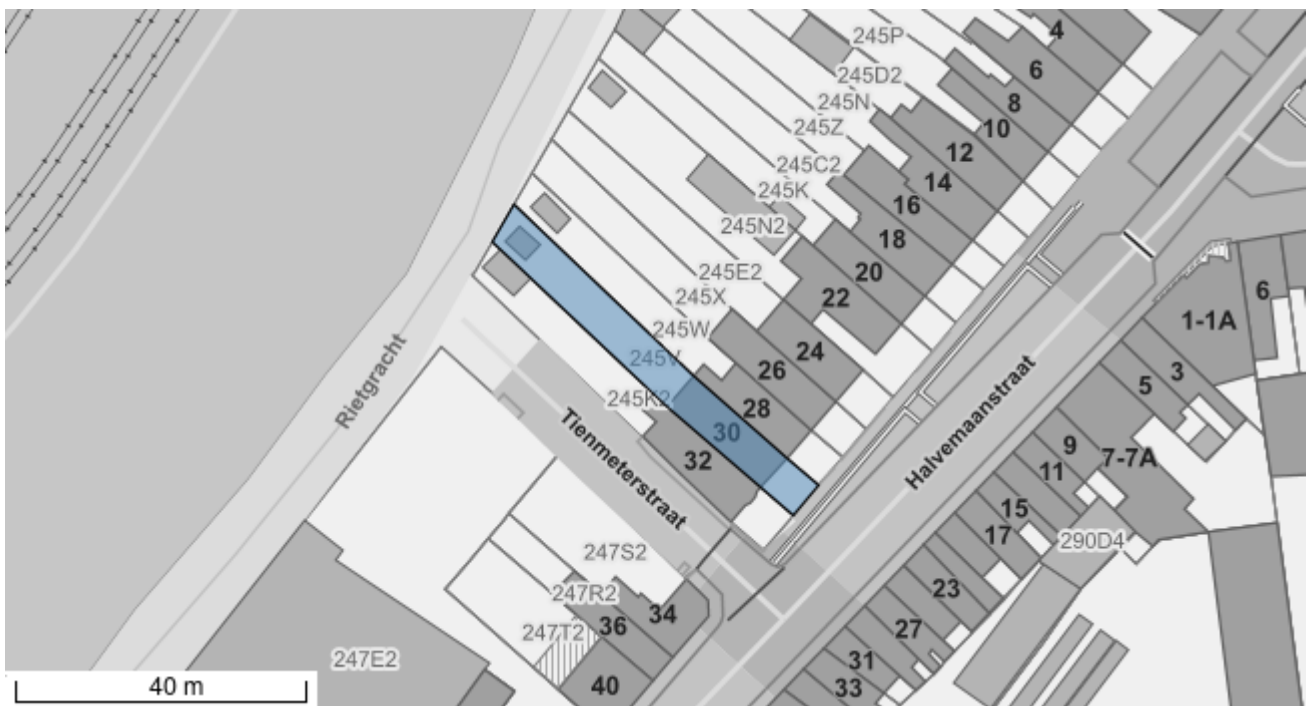 4
245P
6
245D2
8
245N
10
245Z
12
14
245C2
245K
16
18
245N2
20
245E2
22
245X
6
1-1A
245W
24
3
245V
26
5
Rietgracht
245K2
28
Halvemaanstraat
30
9
7-7A
32
11
Tienmeterstraat
15
17
290D4
247S2
23
247R2
34
36
27
247T2
31
247E2
33
40
40 m